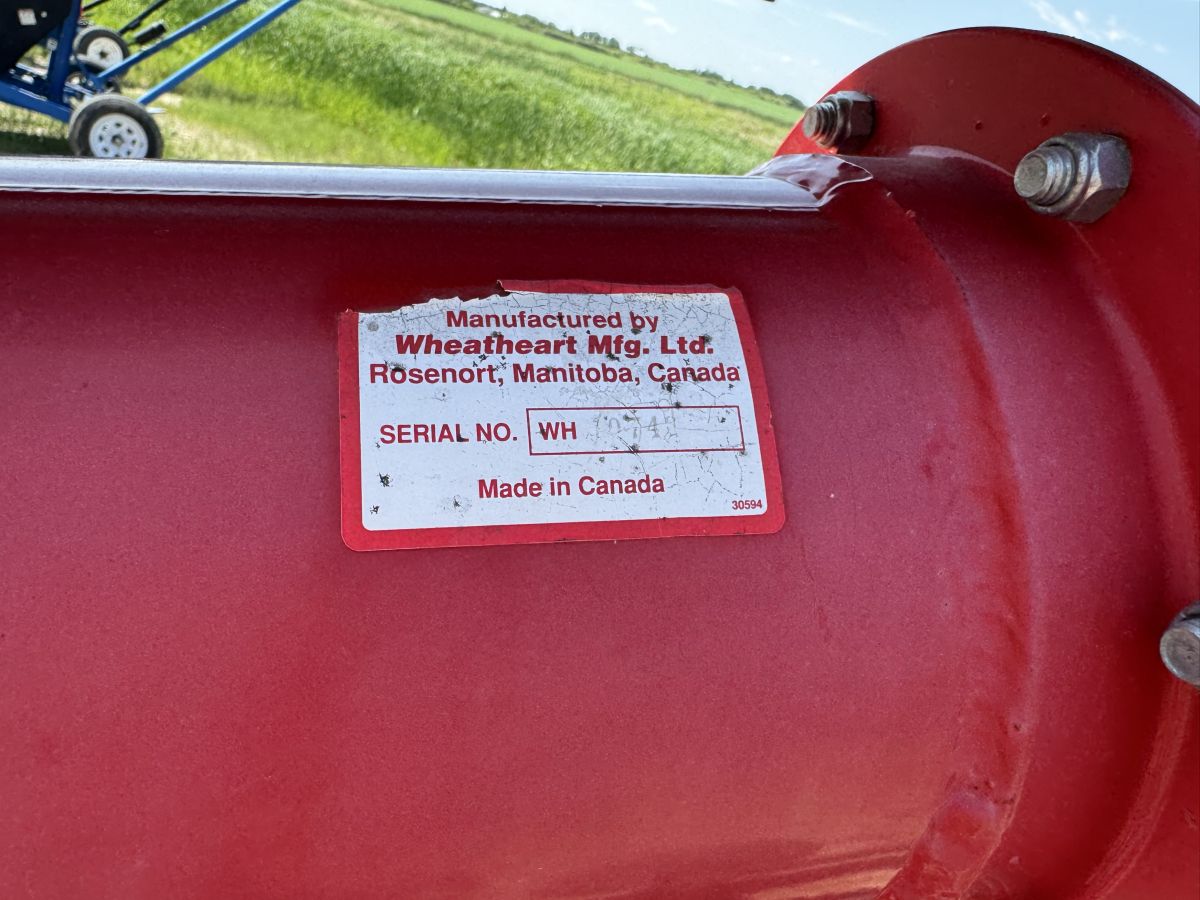 Manufactured by
Wheatheart Mfg. Ltd.
Rosenort, Manitoba, Canada
SERIAL NO. WH
Made in Canada
30594